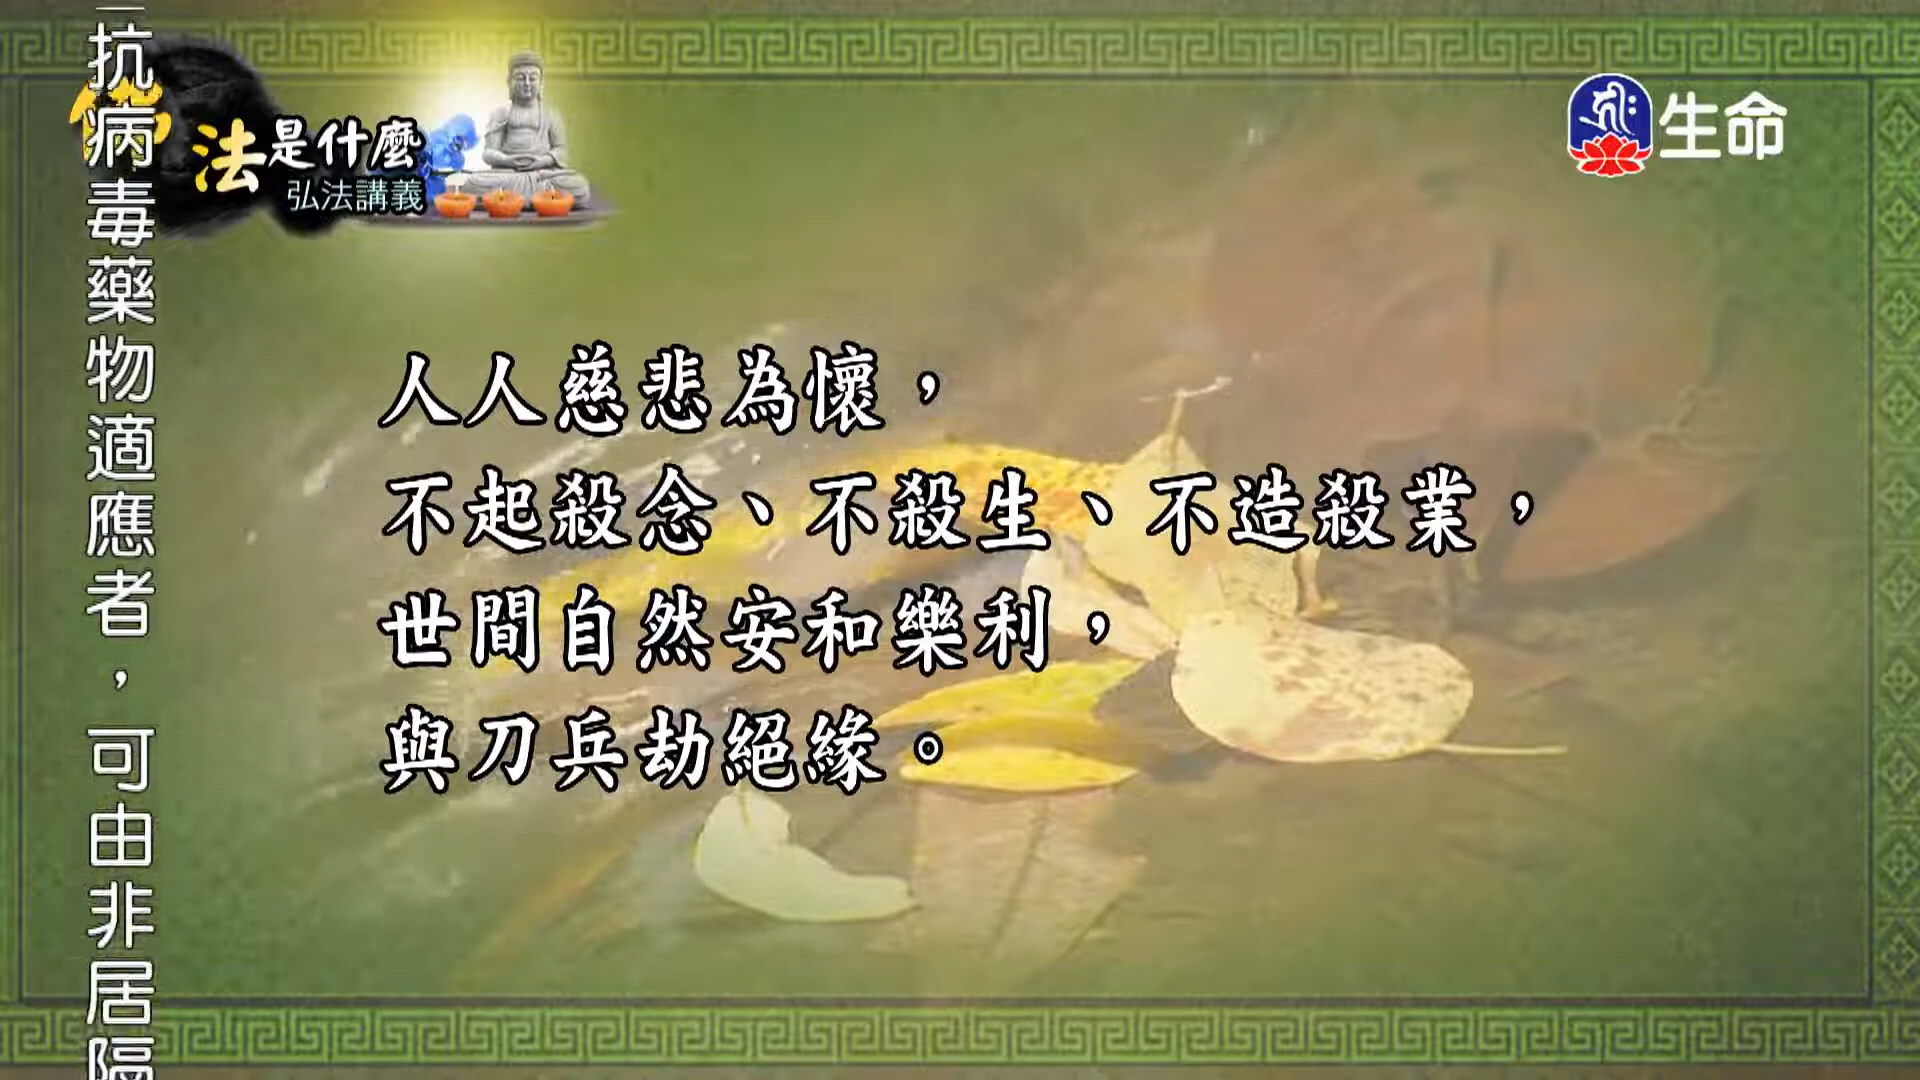 抗病毒藥物適應者，可由非居隔
法是什麼
弘法講義
生命
人人慈悲為懷，
不起殺念、不殺生、不造殺業，
世間自然安和樂利，
與刀兵劫絕緣。